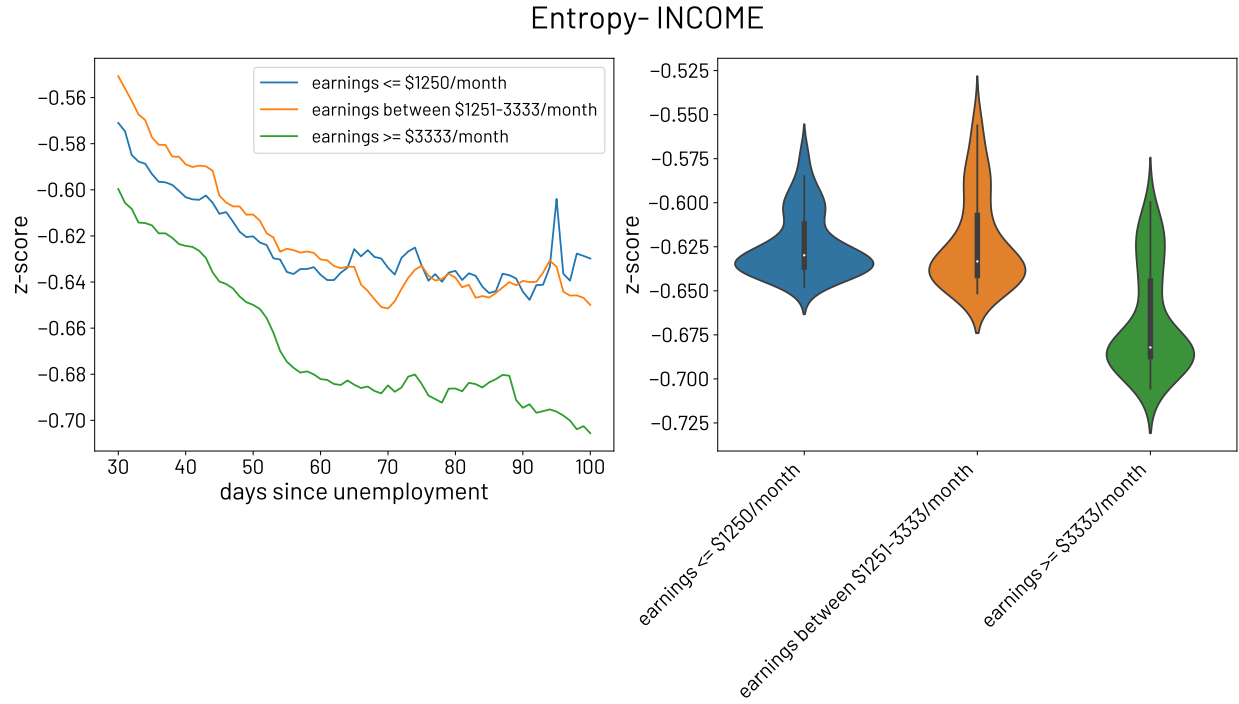 Entropy- INCOME
earnings <= $1250/month
earnings between $1251-3333/month
earnings >= $3333/month
z-score
−0.56
−0.58
−0.60
−0.62
−0.64
−0.66
−0.68
−0.70
30 40 50 60 70 80 90 100
days since unemployment
z-score
−0.525
−0.550
−0.575
−0.600
−0.625
−0.650
−0.675
−0.700
−0.725
earnings <= $1250/month
earnings between $1251-3333/month
earnings >= $3333/month